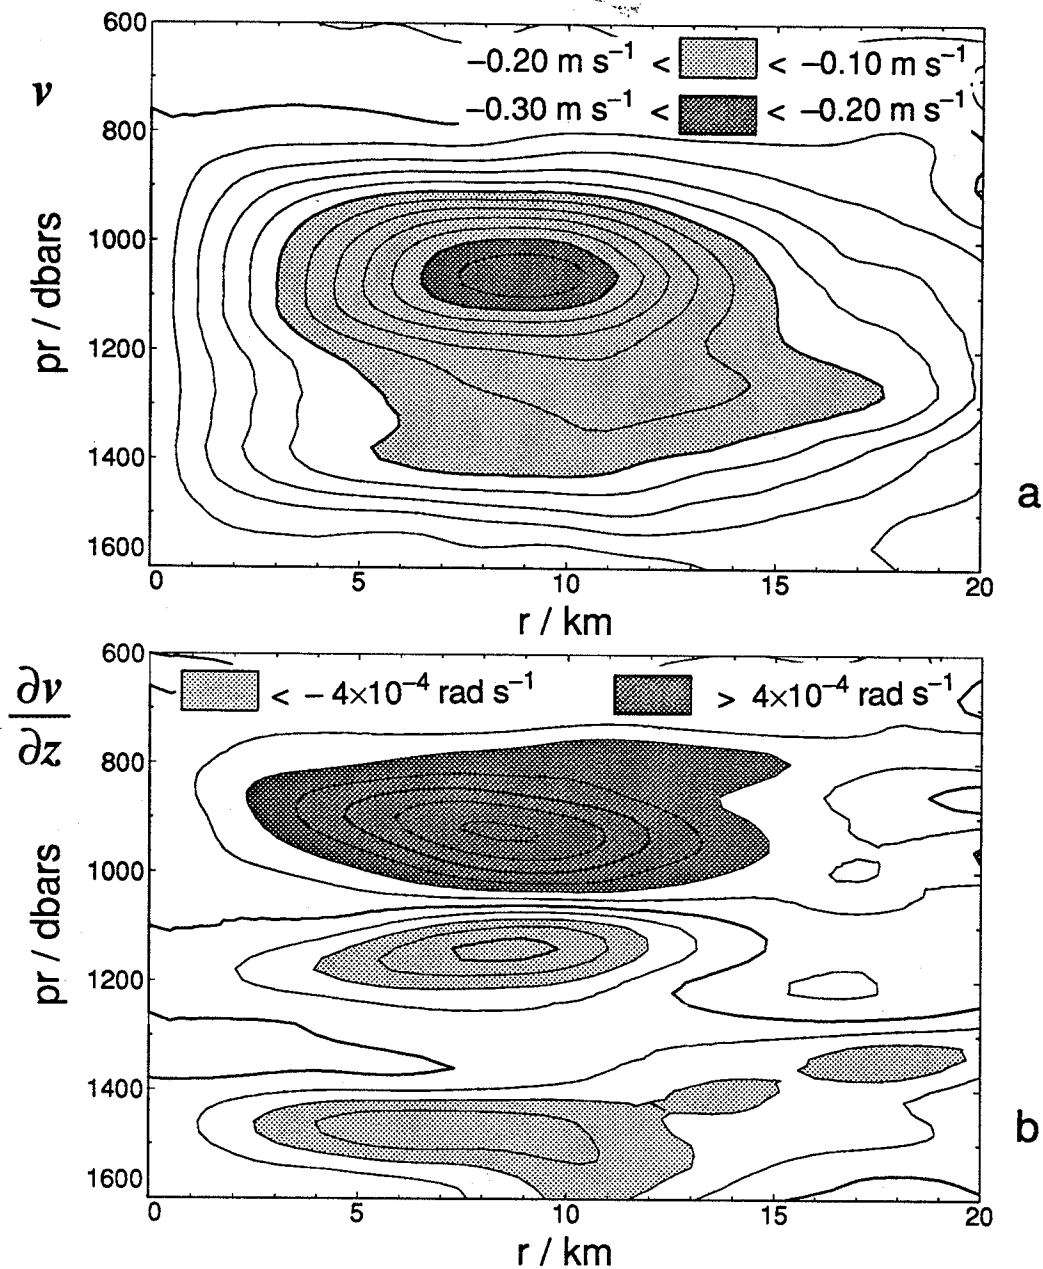 v
pr / dbars
600
800
1000
1200
1400
1600
−0.20 m s⁻¹ < < −0.10 m s⁻¹
−0.30 m s⁻¹ < < −0.20 m s⁻¹
0 5 10 15 20
r / km
a
∂v
∂z
pr / dbars
600
800
1000
1200
1400
1600
< − 4×10⁻⁴ rad s⁻¹ > 4×10⁻⁴ rad s⁻¹
0 5 10 15 20
r / km
b